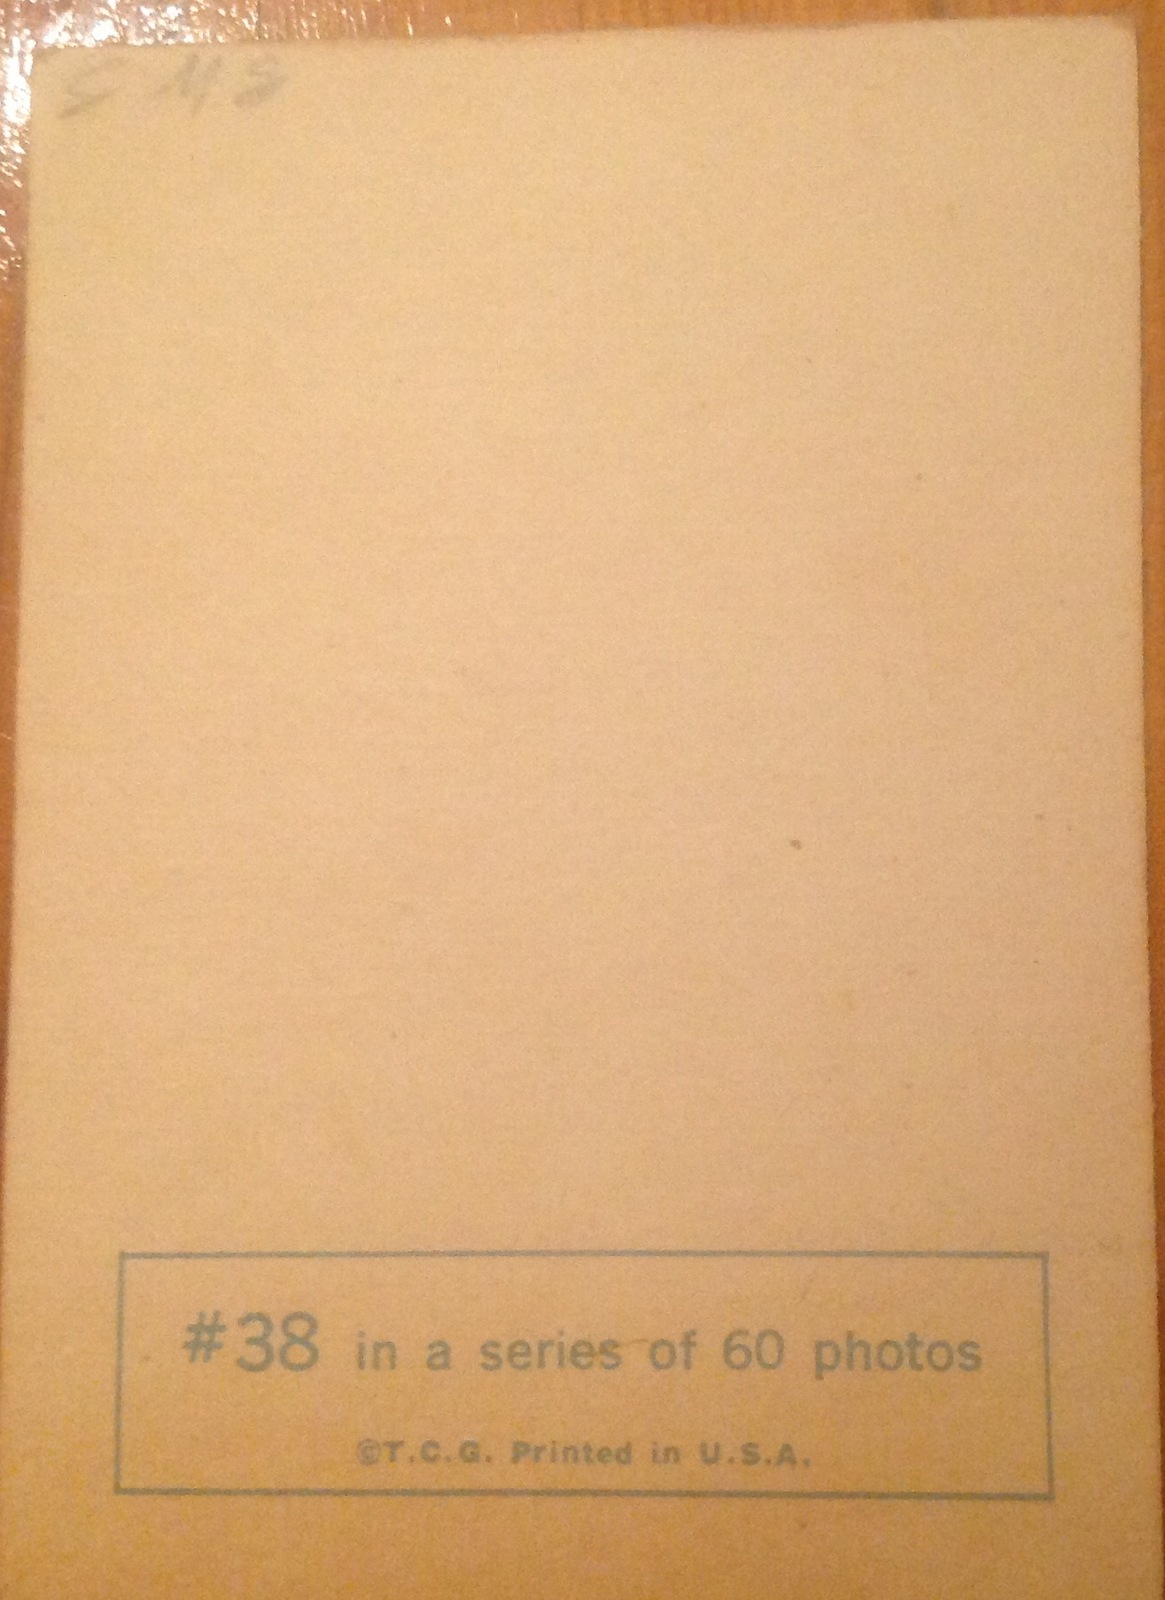 #38 in a series of 60 photos
©T.C.G. Printed in U.S.A.